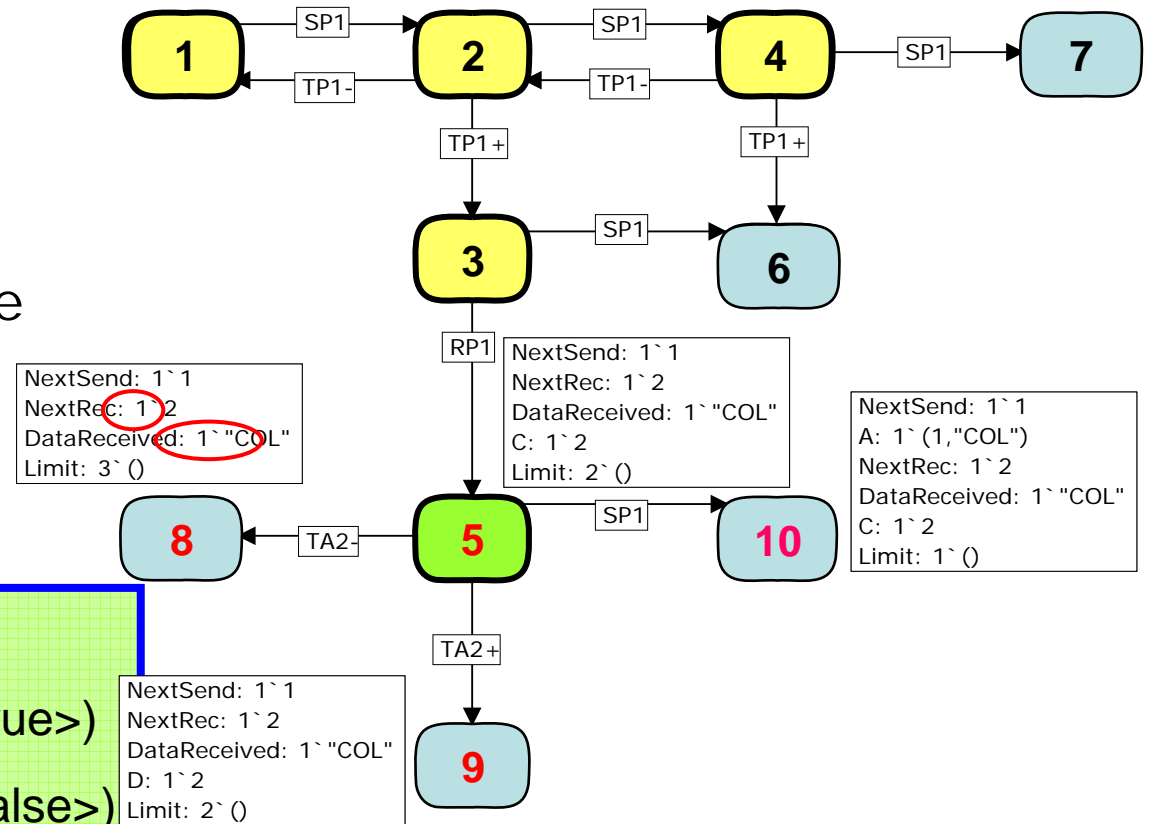 SP1
SP1
1
2
4
SP1
7
TP1-
TP1-
TP1+
TP1+
3
SP1
6
e
RP1
NextSend: 1`1
NextRec: 1`2
DataReceived: 1`"COL"
Limit: 3`()
NextSend: 1`1
NextRec: 1`2
DataReceived: 1`"COL"
C: 1`2
Limit: 2`()
NextSend: 1`1
A: 1`(1,"COL")
NextRec: 1`2
DataReceived: 1`"COL"
C: 1`2
Limit: 1`()
8
TA2-
5
SP1
10
TA2+
ue>)
alse>)
NextSend: 1`1
NextRec: 1`2
DataReceived: 1`"COL"
D: 1`2
Limit: 2`()
9